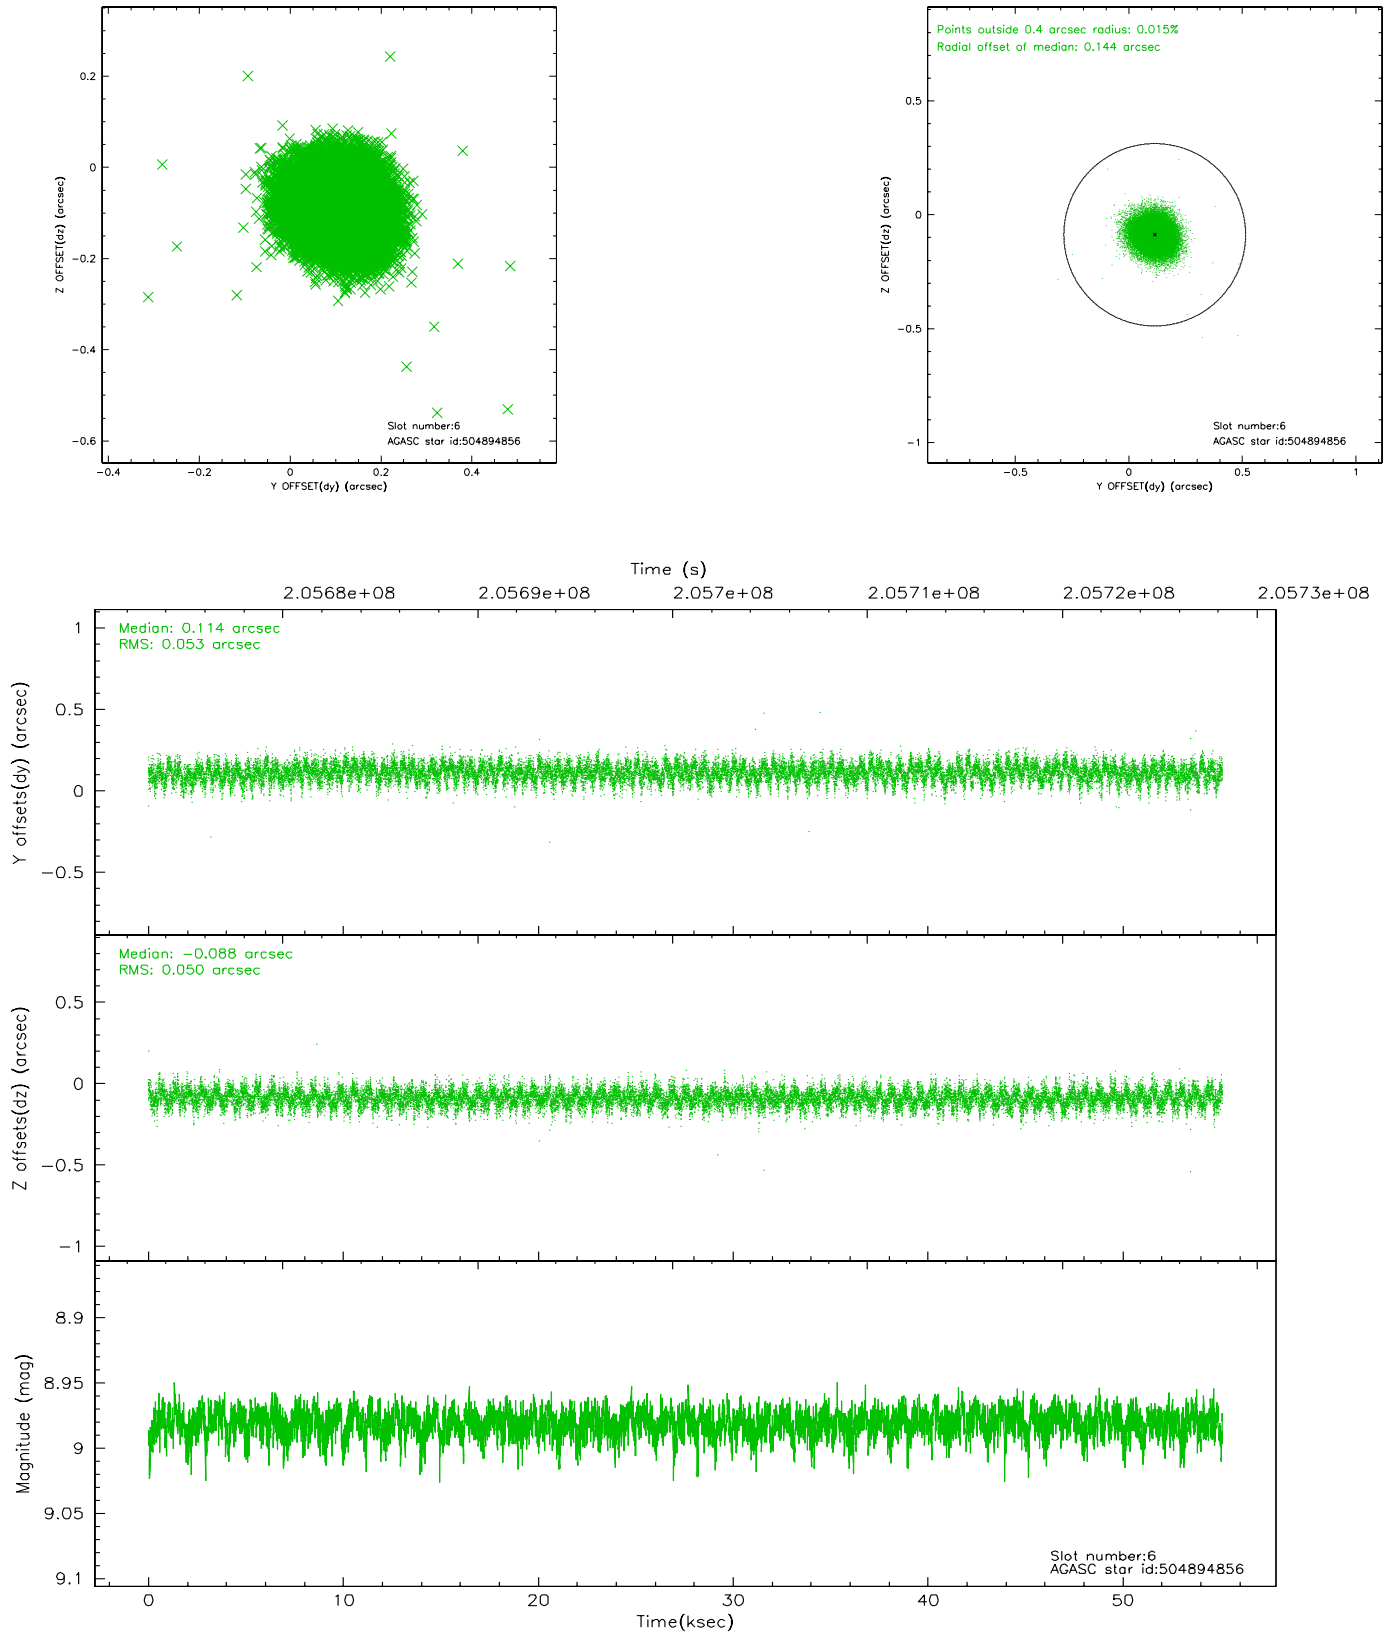 0.2
0
-0.2
-0.4
-0.6
Z OFFSET(dz) (arcsec)
Slot number:6
AGASC star id:504894856
-0.4 -0.2 0 0.2 0.4
Y OFFSET(dy) (arcsec)
Points outside 0.4 arcsec radius: 0.015%
Radial offset of median: 0.144 arcsec
0.5
0
-0.5
-1
Z OFFSET(dz) (arcsec)
Slot number:6
AGASC star id:504894856
-0.5 0 0.5 1
Y OFFSET(dy) (arcsec)
Time (s)
2.0568e+08 2.0569e+08 2.057e+08 2.0571e+08 2.0572e+08 2.0573e+08
Median: 0.114 arcsec
RMS: 0.053 arcsec
1
0.5
0
-0.5
Y offsets(dy) (arcsec)
Median: -0.088 arcsec
RMS: 0.050 arcsec
0.5
0
-0.5
-1
Z offsets(dz) (arcsec)
8.9
8.95
9
9.05
9.1
Magnitude (mag)
Slot number:6
AGASC star id:504894856
0 10 20 30 40 50
Time(ksec)